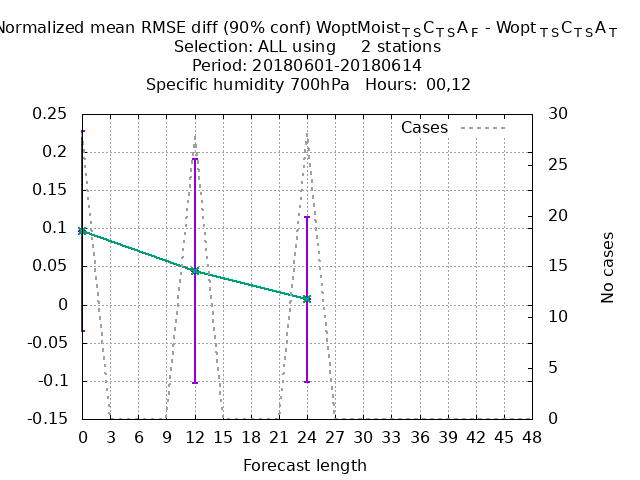 Normalized mean RMSE diff (90% conf) WoptMoist_T_SC_T_SA_F - Wopt_T_SC_T_SA_T
Selection: ALL using 2 stations
Period: 20180601-20180614
Specific humidity 700hPa Hours: 00,12
0.25 30
Cases
0.2 25
0.15
0.1 20
0.05 15
0
-0.05 10
-0.1 5
-0.15 0
No cases
0 3 6 9 12 15 18 21 24 27 30 33 36 39 42 45 48
Forecast length